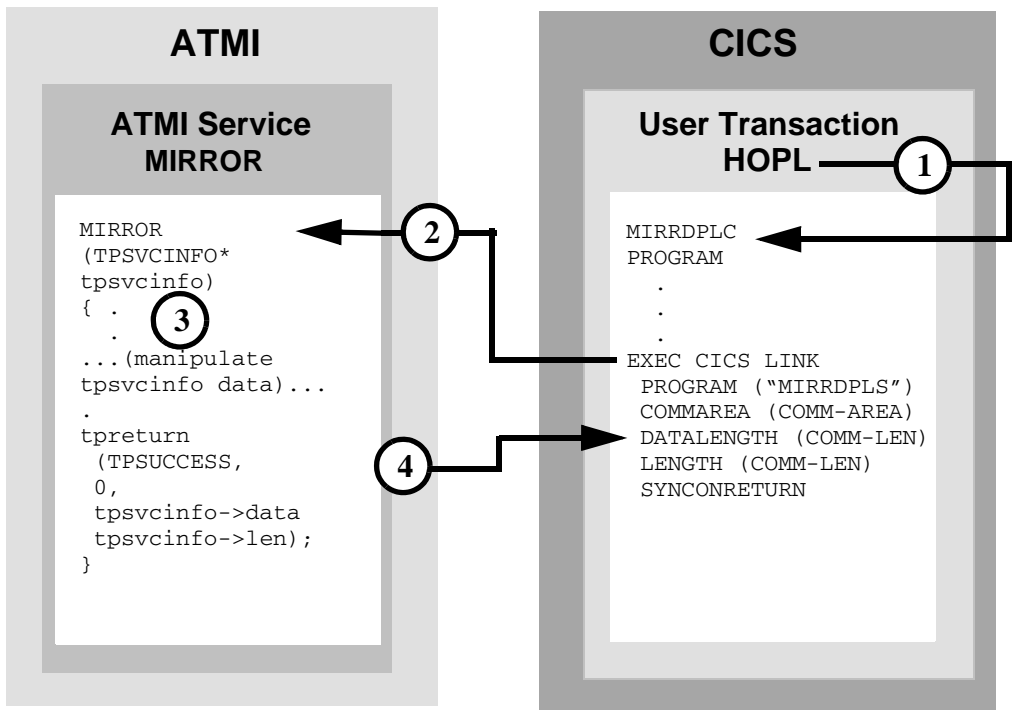 ATMI
ATMI Service
MIRROR
MIRROR
(TPSVCINFO*
tpsvcinfo)
{ .
.
...(manipulate
tpsvcinfo data)...
.
tpreturn
(TPSUCCESS,
0,
tpsvcinfo->data
tpsvcinfo->len);
}
2
3
4
CICS
User Transaction
HOPL
1
MIRRDPLC
PROGRAM
.
.
.
EXEC CICS LINK
PROGRAM (“MIRRDPLS”)
COMMAREA (COMM-AREA)
DATALENGTH (COMM-LEN)
LENGTH (COMM-LEN)
SYNCONRETURN